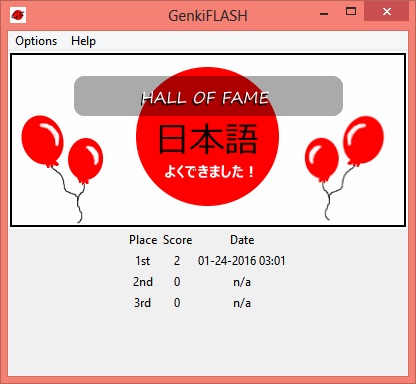 GenkiFLASH
Options Help
HALL OF FAME
日本語
よくできました！
Place Score Date
1st 2 01-24-2016 03:01
2nd 0 n/a
3rd 0 n/a